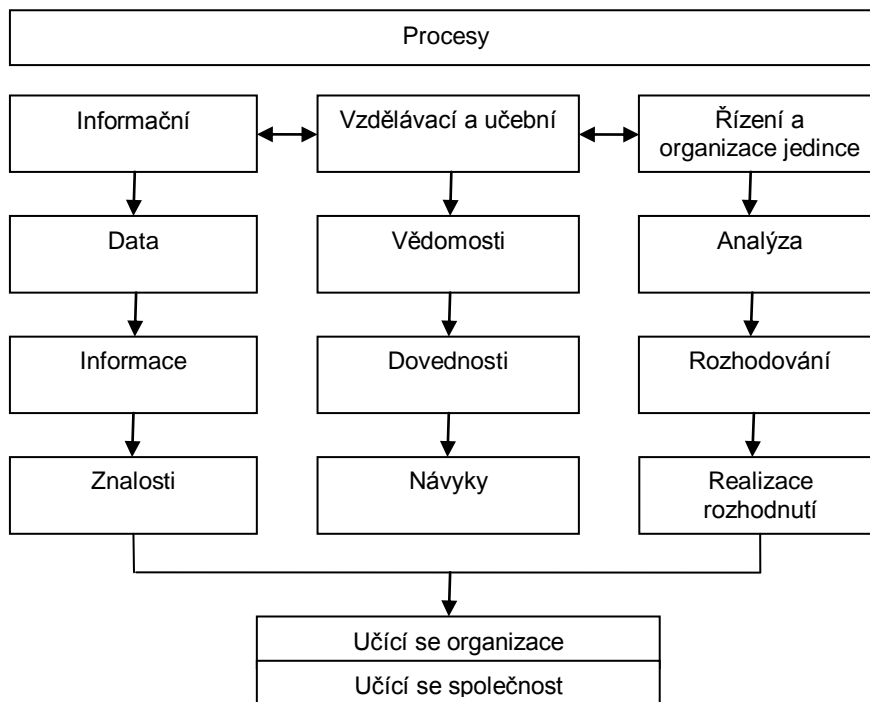 Procesy
Informační
Vzdělávací a učební
Řízení a
organizace jedince
Data
Vědomosti
Analýza
Informace
Dovednosti
Rozhodování
Znalosti
Návyky
Realizace
rozhodnutí
Učící se organizace
Učící se společnost